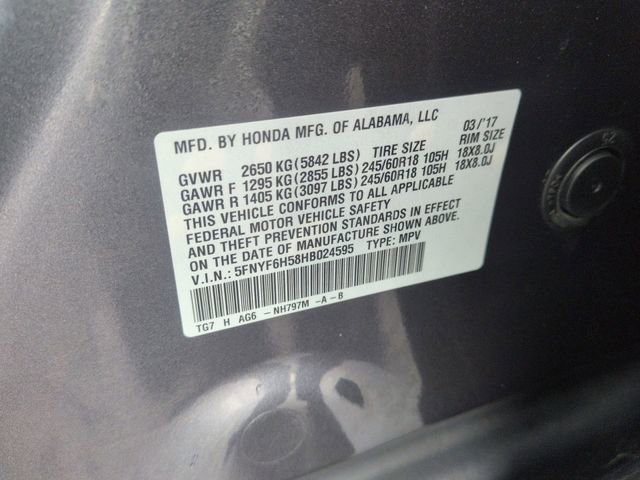 MFD. BY HONDA MFG. OF ALABAMA, LLC 03/'17
GVWR 2650 KG(5842 LBS) TIRE SIZE RIM SIZE
GAWR F 1295 KG(2855 LBS)245/60R18 105H 18X8.0J
GAWR R 1405 KG(3097 LBS)245/60R18 105H 18X8.0J
THIS VEHICLE CONFORMS TO ALL APPLICABLE
FEDERAL MOTOR VEHICLE SAFETY
AND THEFT PREVENTION STANDARDS IN EFFECT
ON THE DATE OF MANUFACTURE SHOWN ABOVE.
V.I.N.: 5FNYF6H58HB024595 TYPE: MPV
TG7 H AG6 -NH797M -A-B